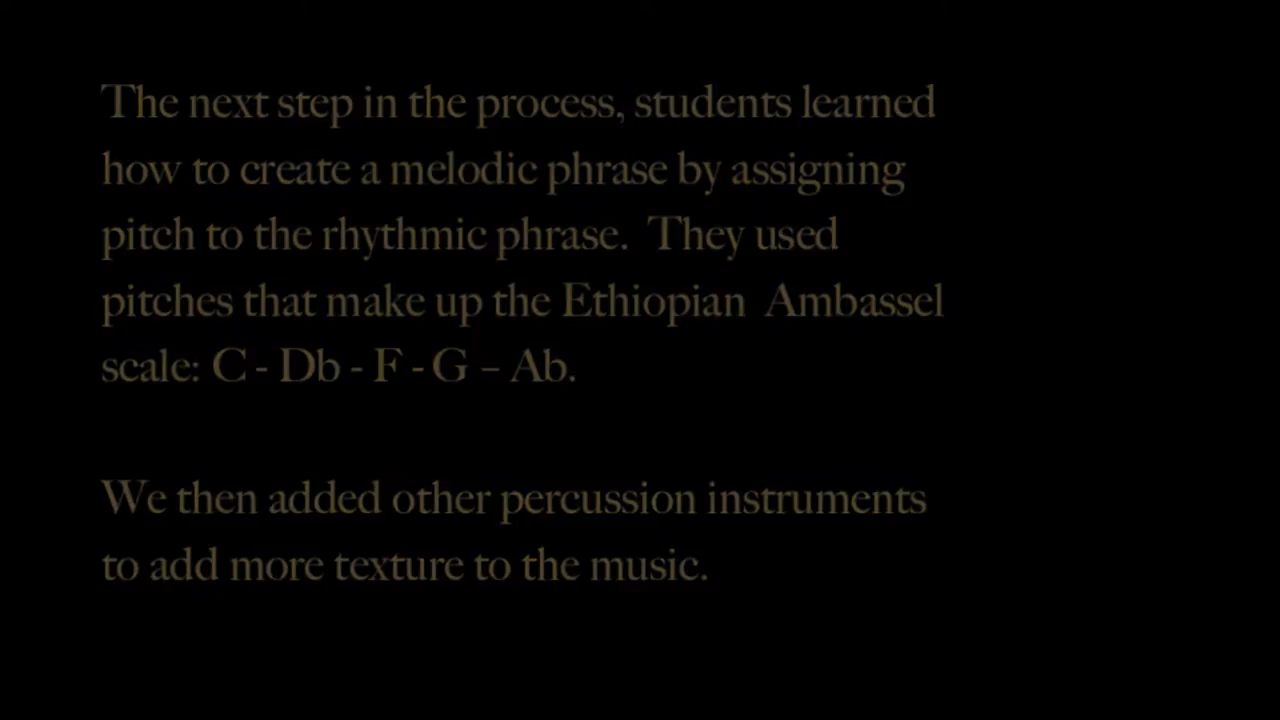 The next step in the process, students learned
how to create a melodic phrase by assigning
pitch to the rhythmic phrase.  They used
pitches that make up the Ethiopian  Ambassel
scale: C - Db - F - G – Ab.
We then added other percussion instruments
to add more texture to the music.